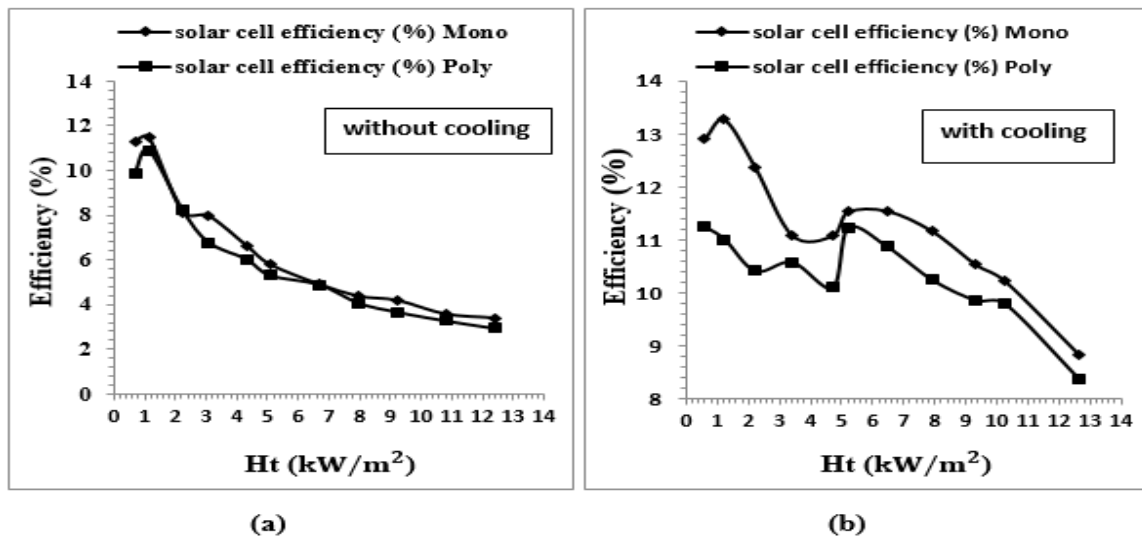 solar cell efficiency (%) Mono
solar cell efficiency (%) Poly
without cooling
Efficiency (%)
14
12
10
8
6
4
2
0
0 1 2 3 4 5 6 7 8 9 10 11 12 13 14
Ht (kW/m²)
(a)
solar cell efficiency (%) Mono
solar cell efficiency (%) Poly
with cooling
Efficiency (%)
14
13
12
11
10
9
8
0 1 2 3 4 5 6 7 8 9 10 11 12 13 14
Ht (kW/m²)
(b)